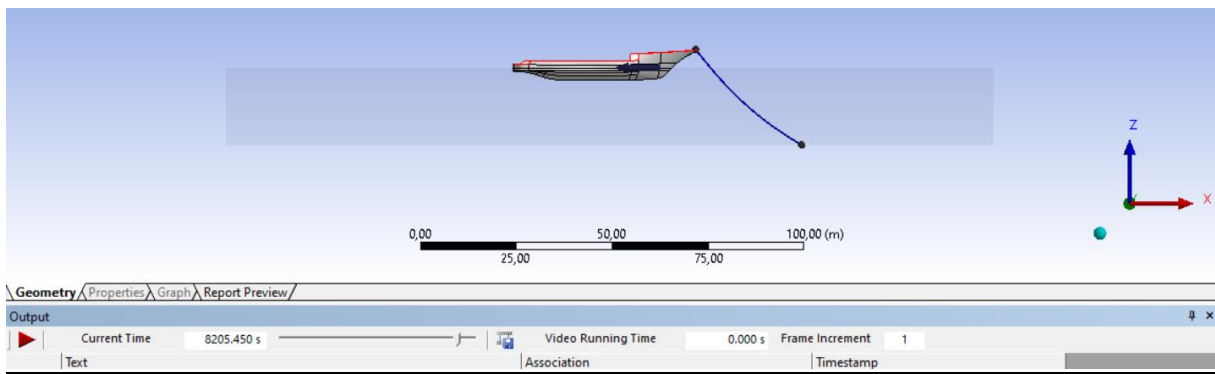 Z
X
0,00 50,00 100,00 (m)
25,00 75,00
Geometry Properties Graph Report Preview
Output
Current Time 8205.450 s Video Running Time 0.000 s Frame Increment 1
Text Association Timestamp